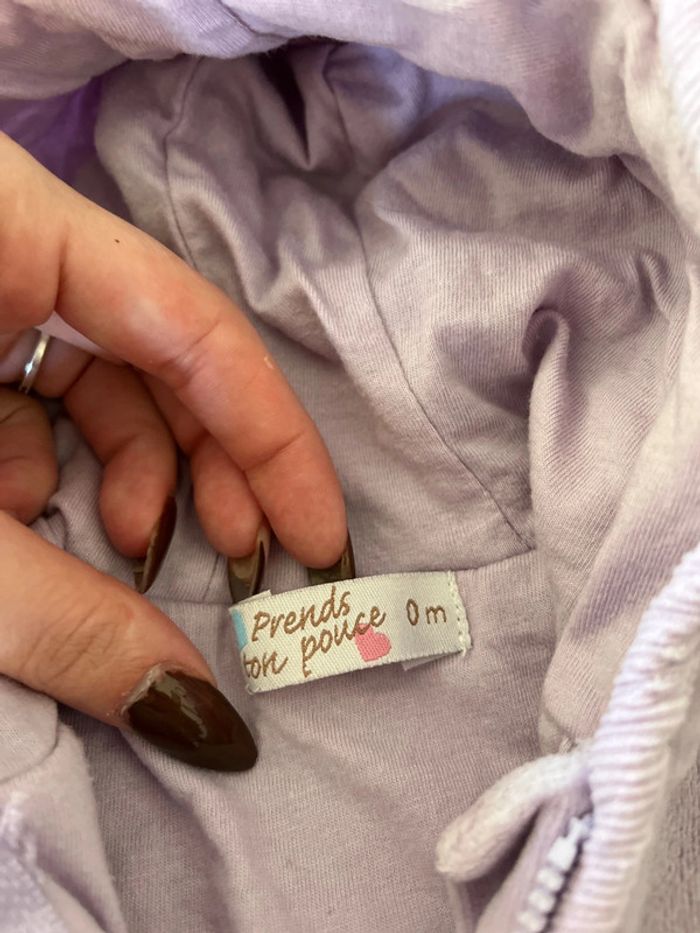 Prends
ton pouce
0 m